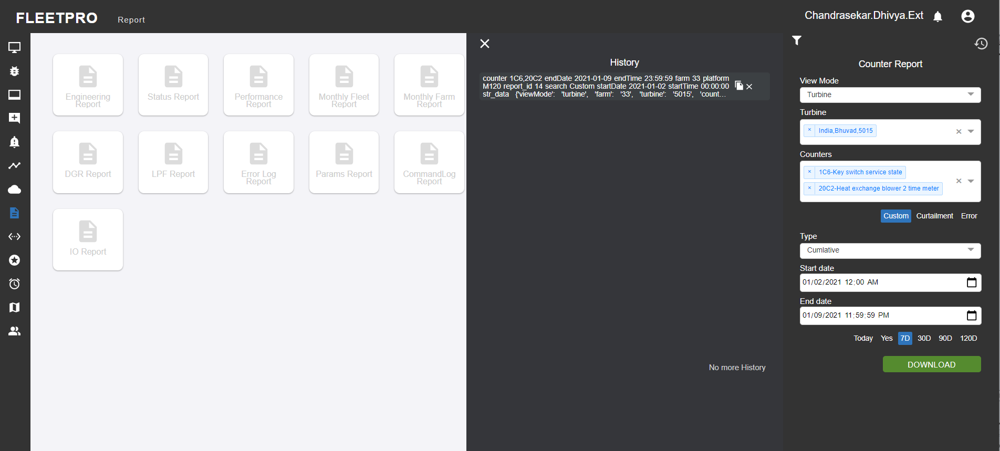 FLEETPRO
Report
Chandrasekar.Dhivya.Ext
Engineering
Report
Status Report
Performance
Report
Monthly Fleet
Report
Monthly Farm
Report
DGR Report
LPF Report
Error Log
Report
Params Report
CommandLog
Report
IO Report
History
counter 1C6,20C2 endDate 2021-01-09 endTime 23:59:59 farm 33 platform
M120 report_id 14 search Custom startDate 2021-01-02 startTime 00:00:00
str_data {'viewMode': 'turbine', 'farm': '33', 'turbine': '5015', 'count...
No more History
Counter Report
View Mode
Turbine
Turbine
× India,Bhuvad,5015 ×
Counters
× 1C6-Key switch service state
× 20C2-Heat exchange blower 2 time meter ×
Custom Curtailment Error
Type
Cumlative
Start date
01/02/2021 12:00 AM
End date
01/09/2021 11:59:59 PM
Today Yes 7D 30D 90D 120D
DOWNLOAD